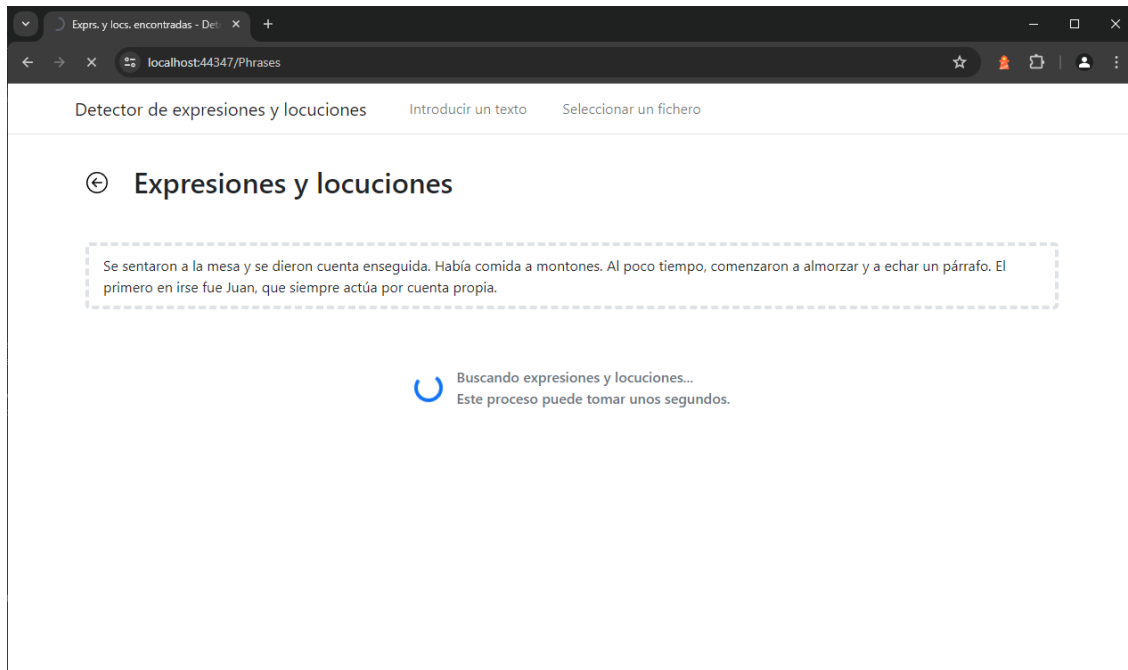 Exprs. y locs. encontradas - Det
localhost:44347/Phrases
Detector de expresiones y locuciones Introducir un texto Seleccionar un fichero
Expresiones y locuciones
Se sentaron a la mesa y se dieron cuenta enseguida. Había comida a montones. Al poco tiempo, comenzaron a almorzar y a echar un párrafo. El
primero en irse fue Juan, que siempre actúa por cuenta propia.
Buscando expresiones y locuciones...
Este proceso puede tomar unos segundos.